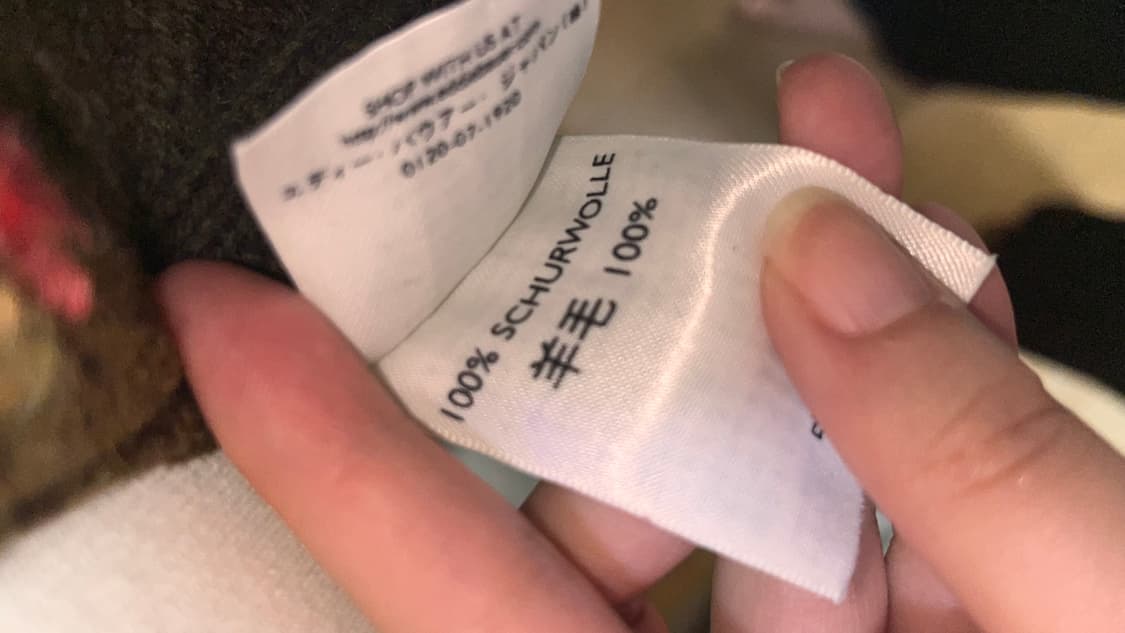 SHOP WITH US AT
エディー・バウアー・ジャパン(株)
0120-07-1920
100% SCHURWOLLE
羊毛 100%